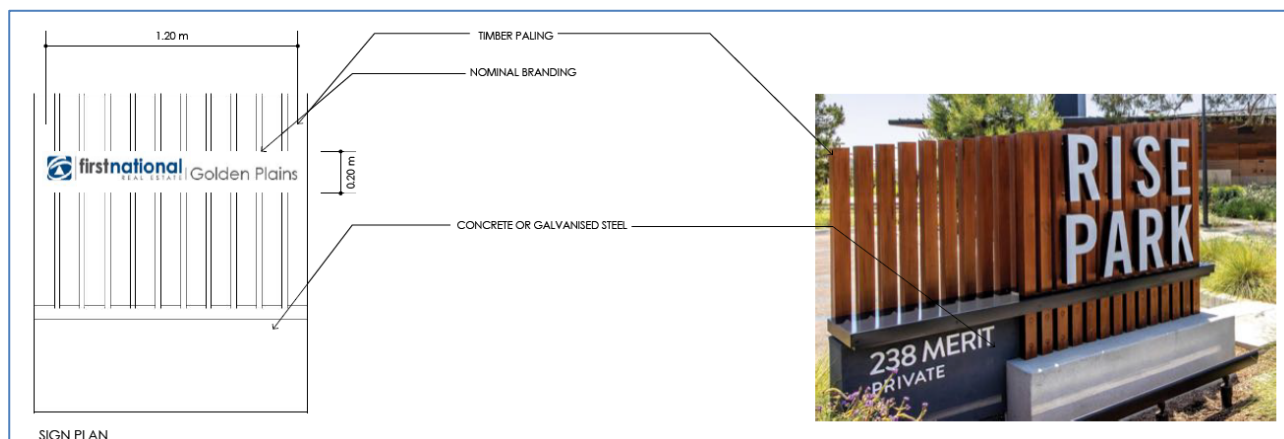 1.20 m
TIMBER PALING
NOMINAL BRANDING
firstnational
REAL ESTATE
Golden Plains
0.20 m
CONCRETE OR GALVANISED STEEL
SIGN PLAN
RISE
PARK
238 MERIT
PRIVATE